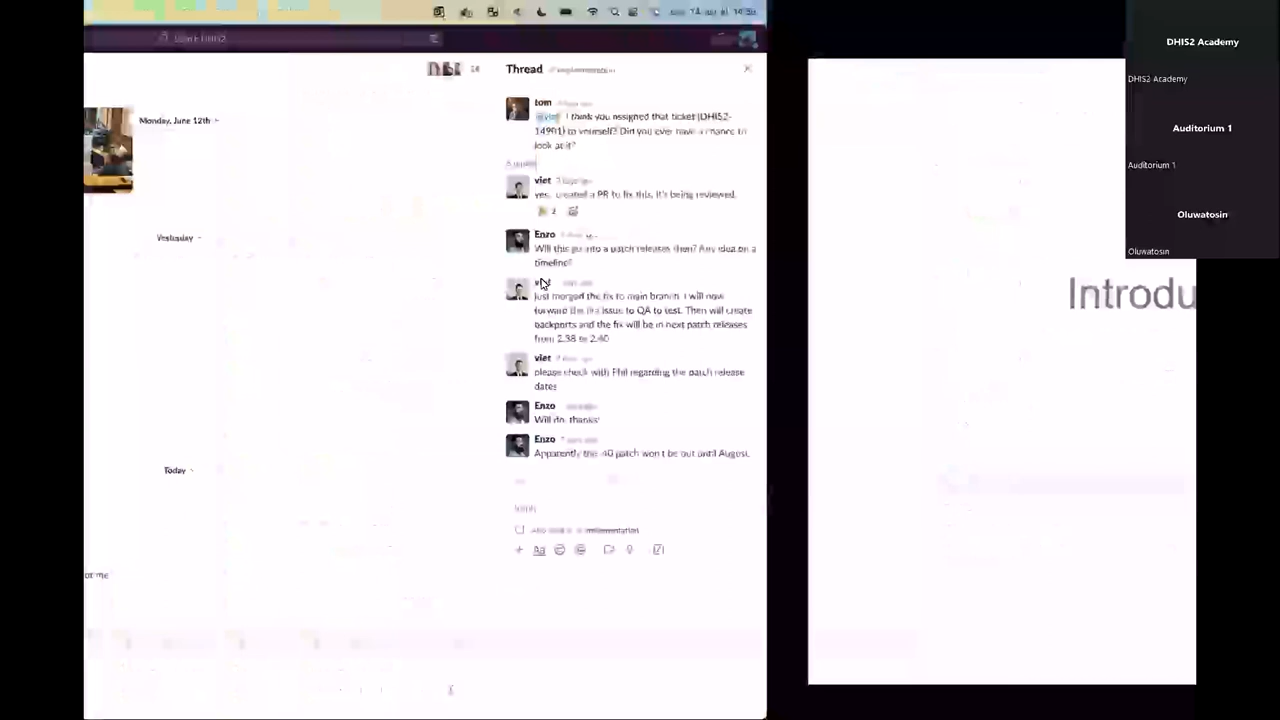 Thread
Monday, June 12th
tom
I think you assigned that ticket (DHIS2-
14901) to yourself? Did you ever have a chance to
look at it?
viet
yes, created a PR to fix this, it's being reviewed.
2
Yesterday
Enzo
Will this go into a patch releases then? Any idea on a
timeline?
Just merged the fix to main branch. I will now
forward the issue to QA to test. Then will create
backports and the fix will be in next patch releases
from 2.38 to 2.40
viet
please check with Phil regarding the patch release
dates
Enzo
Will do, thanks!
Enzo
Apparently the .40 patch won't be out until August.
Today
or me
Aa
DHIS2 Academy
DHIS2 Academy
Auditorium 1
Auditorium 1
Oluwatosin
Oluwatosin
Introdu